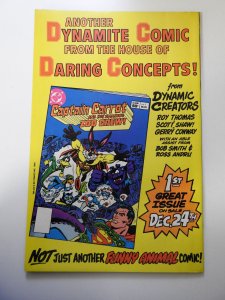 ANOTHER
DYNAMITE COMIC
FROM THE HOUSE OF
DARING CONCEPTS!
from
DYNAMIC
CREATORS
ROY THOMAS
SCOTT SHAW!
GERRY CONWAY
WITH AN ABLE
ASSIST FROM
BOB SMITH &
ROSS ANDRU
DC
Captain Carrot
AND HIS AMAZING
ZOO CREW!
1ST
GREAT
ISSUE
ON SALE
DEC. 24TH
NOT JUST ANOTHER FUNNY ANIMAL COMIC!